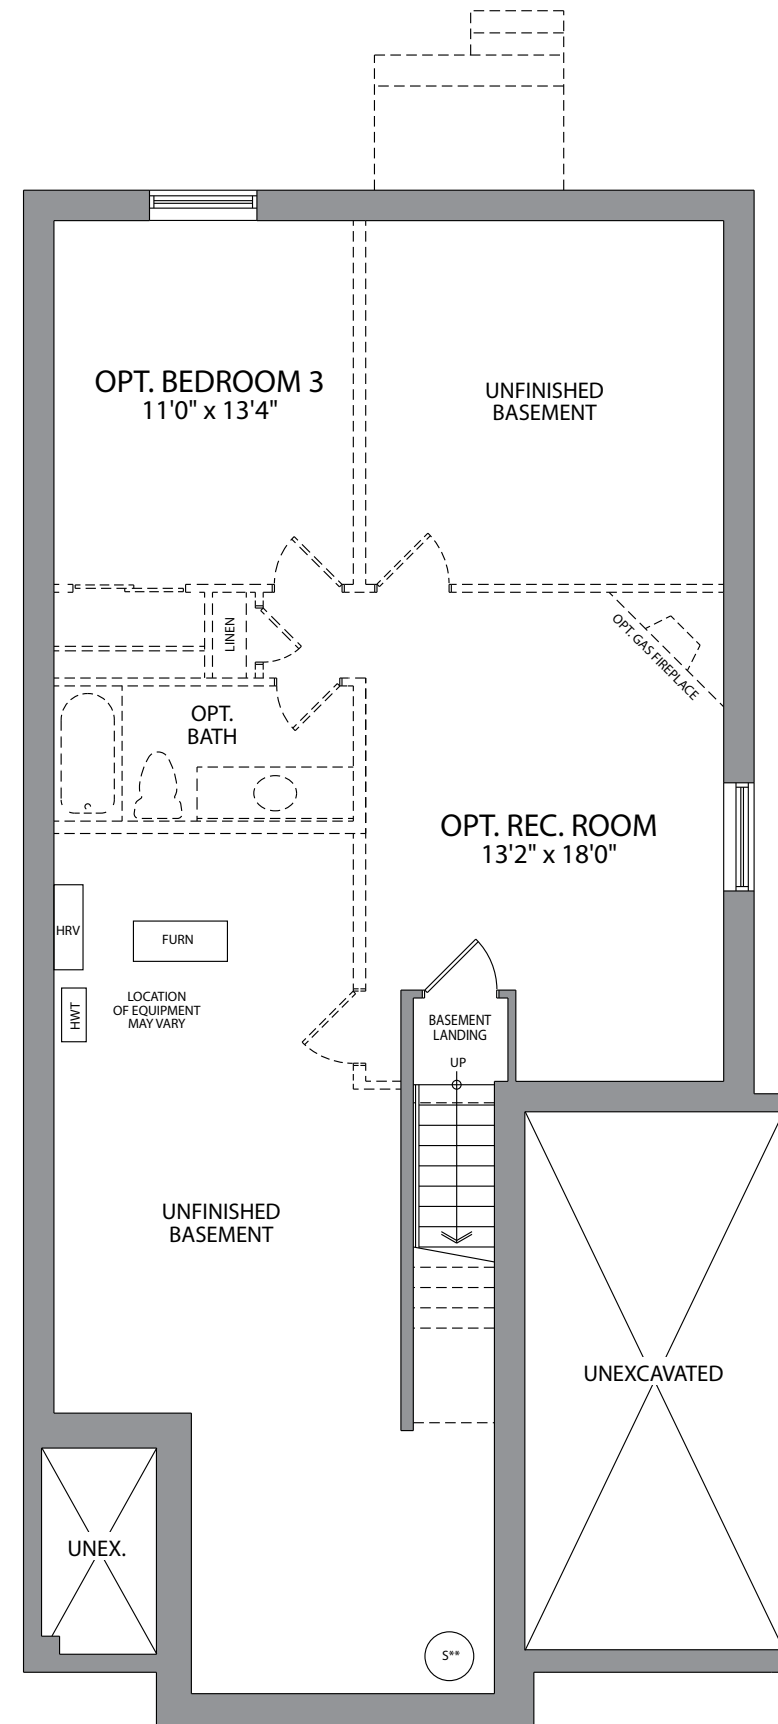 OPT. BEDROOM 3
11'0" x 13'4"
UNFINISHED
BASEMENT
LINEN
OPT. GAS FIREPLACE
OPT.
BATH
OPT. REC. ROOM
13'2" x 18'0"
HRV
FURN
HWT
LOCATION
OF EQUIPMENT
MAY VARY
BASEMENT
LANDING
UP
UNFINISHED
BASEMENT
UNEXCAVATED
UNEX.
S**